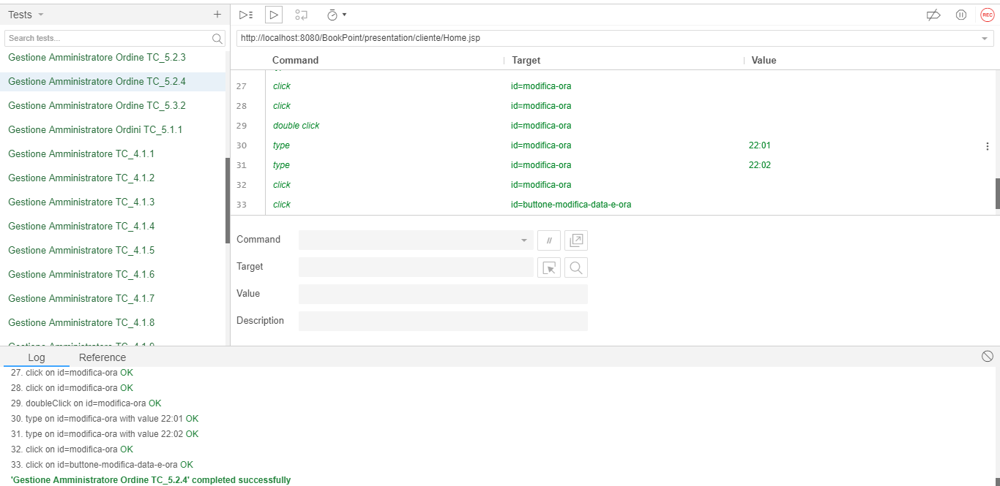 Tests
REC
Search tests...
http://localhost:8080/BookPoint/presentation/cliente/Home.jsp
Gestione Amministratore Ordine TC_5.2.3
Gestione Amministratore Ordine TC_5.2.4
Gestione Amministratore Ordine TC_5.3.2
Gestione Amministratore Ordini TC_5.1.1
Gestione Amministratore TC_4.1.1
Gestione Amministratore TC_4.1.2
Gestione Amministratore TC_4.1.3
Gestione Amministratore TC_4.1.4
Gestione Amministratore TC_4.1.5
Gestione Amministratore TC_4.1.6
Gestione Amministratore TC_4.1.7
Gestione Amministratore TC_4.1.8
Gestione Amministratore TC_4.1.9
Command Target Value
27 click id=modifica-ora
28 click id=modifica-ora
29 double click id=modifica-ora
30 type id=modifica-ora 22:01
31 type id=modifica-ora 22:02
32 click id=modifica-ora
33 click id=buttone-modifica-data-e-ora
Command //
Target
Value
Description
Log Reference
27. click on id=modifica-ora OK
28. click on id=modifica-ora OK
29. doubleClick on id=modifica-ora OK
30. type on id=modifica-ora with value 22:01 OK
31. type on id=modifica-ora with value 22:02 OK
32. click on id=modifica-ora OK
33. click on id=buttone-modifica-data-e-ora OK
'Gestione Amministratore Ordine TC_5.2.4' completed successfully